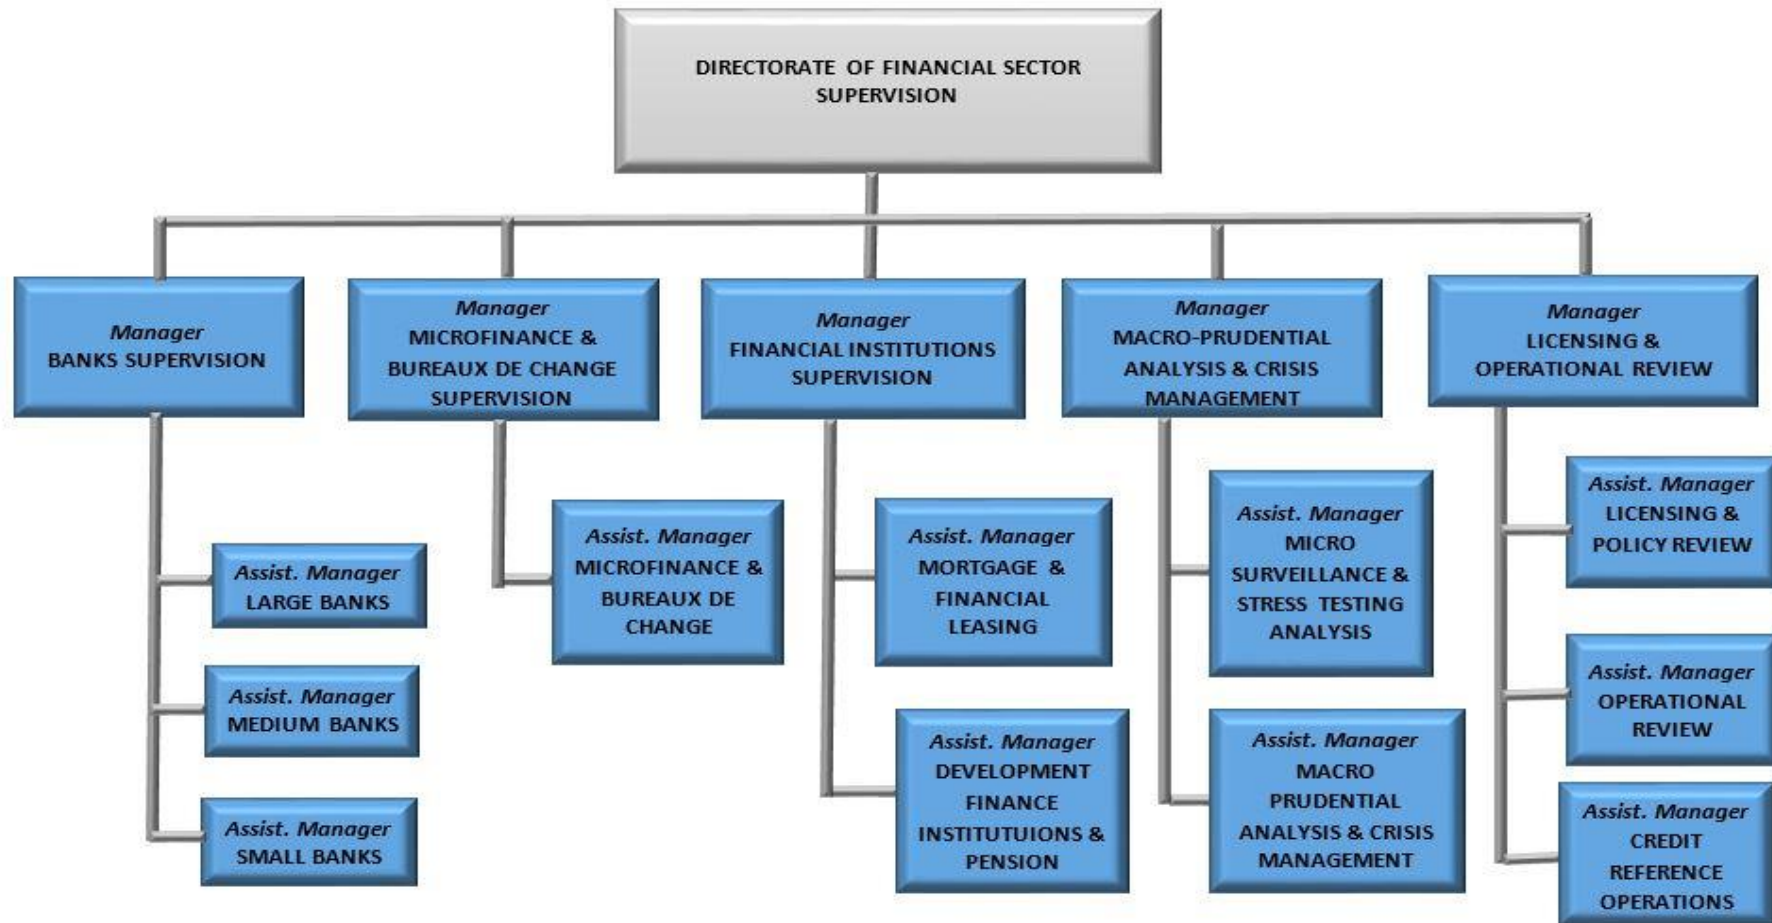 DIRECTORATE OF FINANCIAL SECTOR
SUPERVISION
Manager
BANKS SUPERVISION
Manager
MICROFINANCE &
BUREAUX DE CHANGE
SUPERVISION
Manager
FINANCIAL INSTITUTIONS
SUPERVISION
Manager
MACRO-PRUDENTIAL
ANALYSIS & CRISIS
MANAGEMENT
Manager
LICENSING &
OPERATIONAL REVIEW
Assist. Manager
LARGE BANKS
Assist. Manager
MEDIUM BANKS
Assist. Manager
SMALL BANKS
Assist. Manager
MICROFINANCE &
BUREAUX DE
CHANGE
Assist. Manager
MORTGAGE &
FINANCIAL
LEASING
Assist. Manager
DEVELOPMENT
FINANCE
INSTITUTUIONS &
PENSION
Assist. Manager
MICRO
SURVEILLANCE &
STRESS TESTING
ANALYSIS
Assist. Manager
MACRO
PRUDENTIAL
ANALYSIS & CRISIS
MANAGEMENT
Assist. Manager
LICENSING &
POLICY REVIEW
Assist. Manager
OPERATIONAL
REVIEW
Assist. Manager
CREDIT
REFERENCE
OPERATIONS